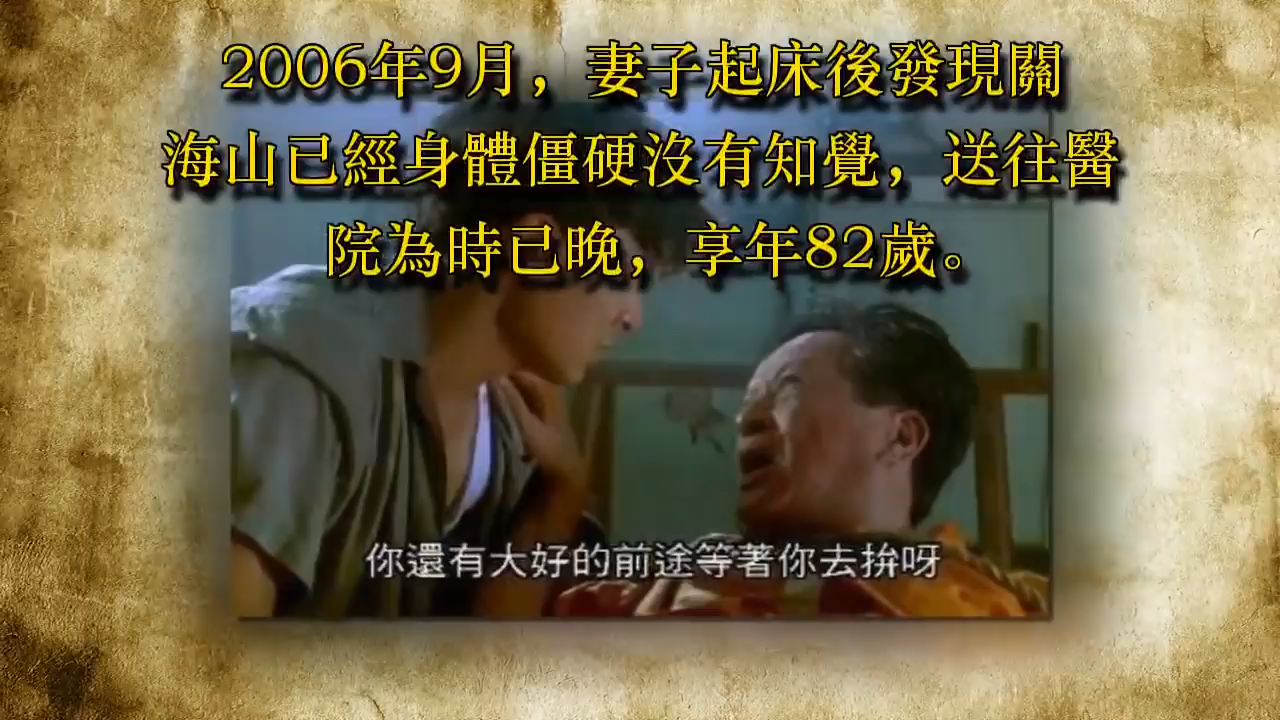 2006年9月，妻子起床後發現關
海山已經身體僵硬沒有知覺，送往醫
院為時已晚，享年82歲。
你還有大好的前途等著你去拚呀